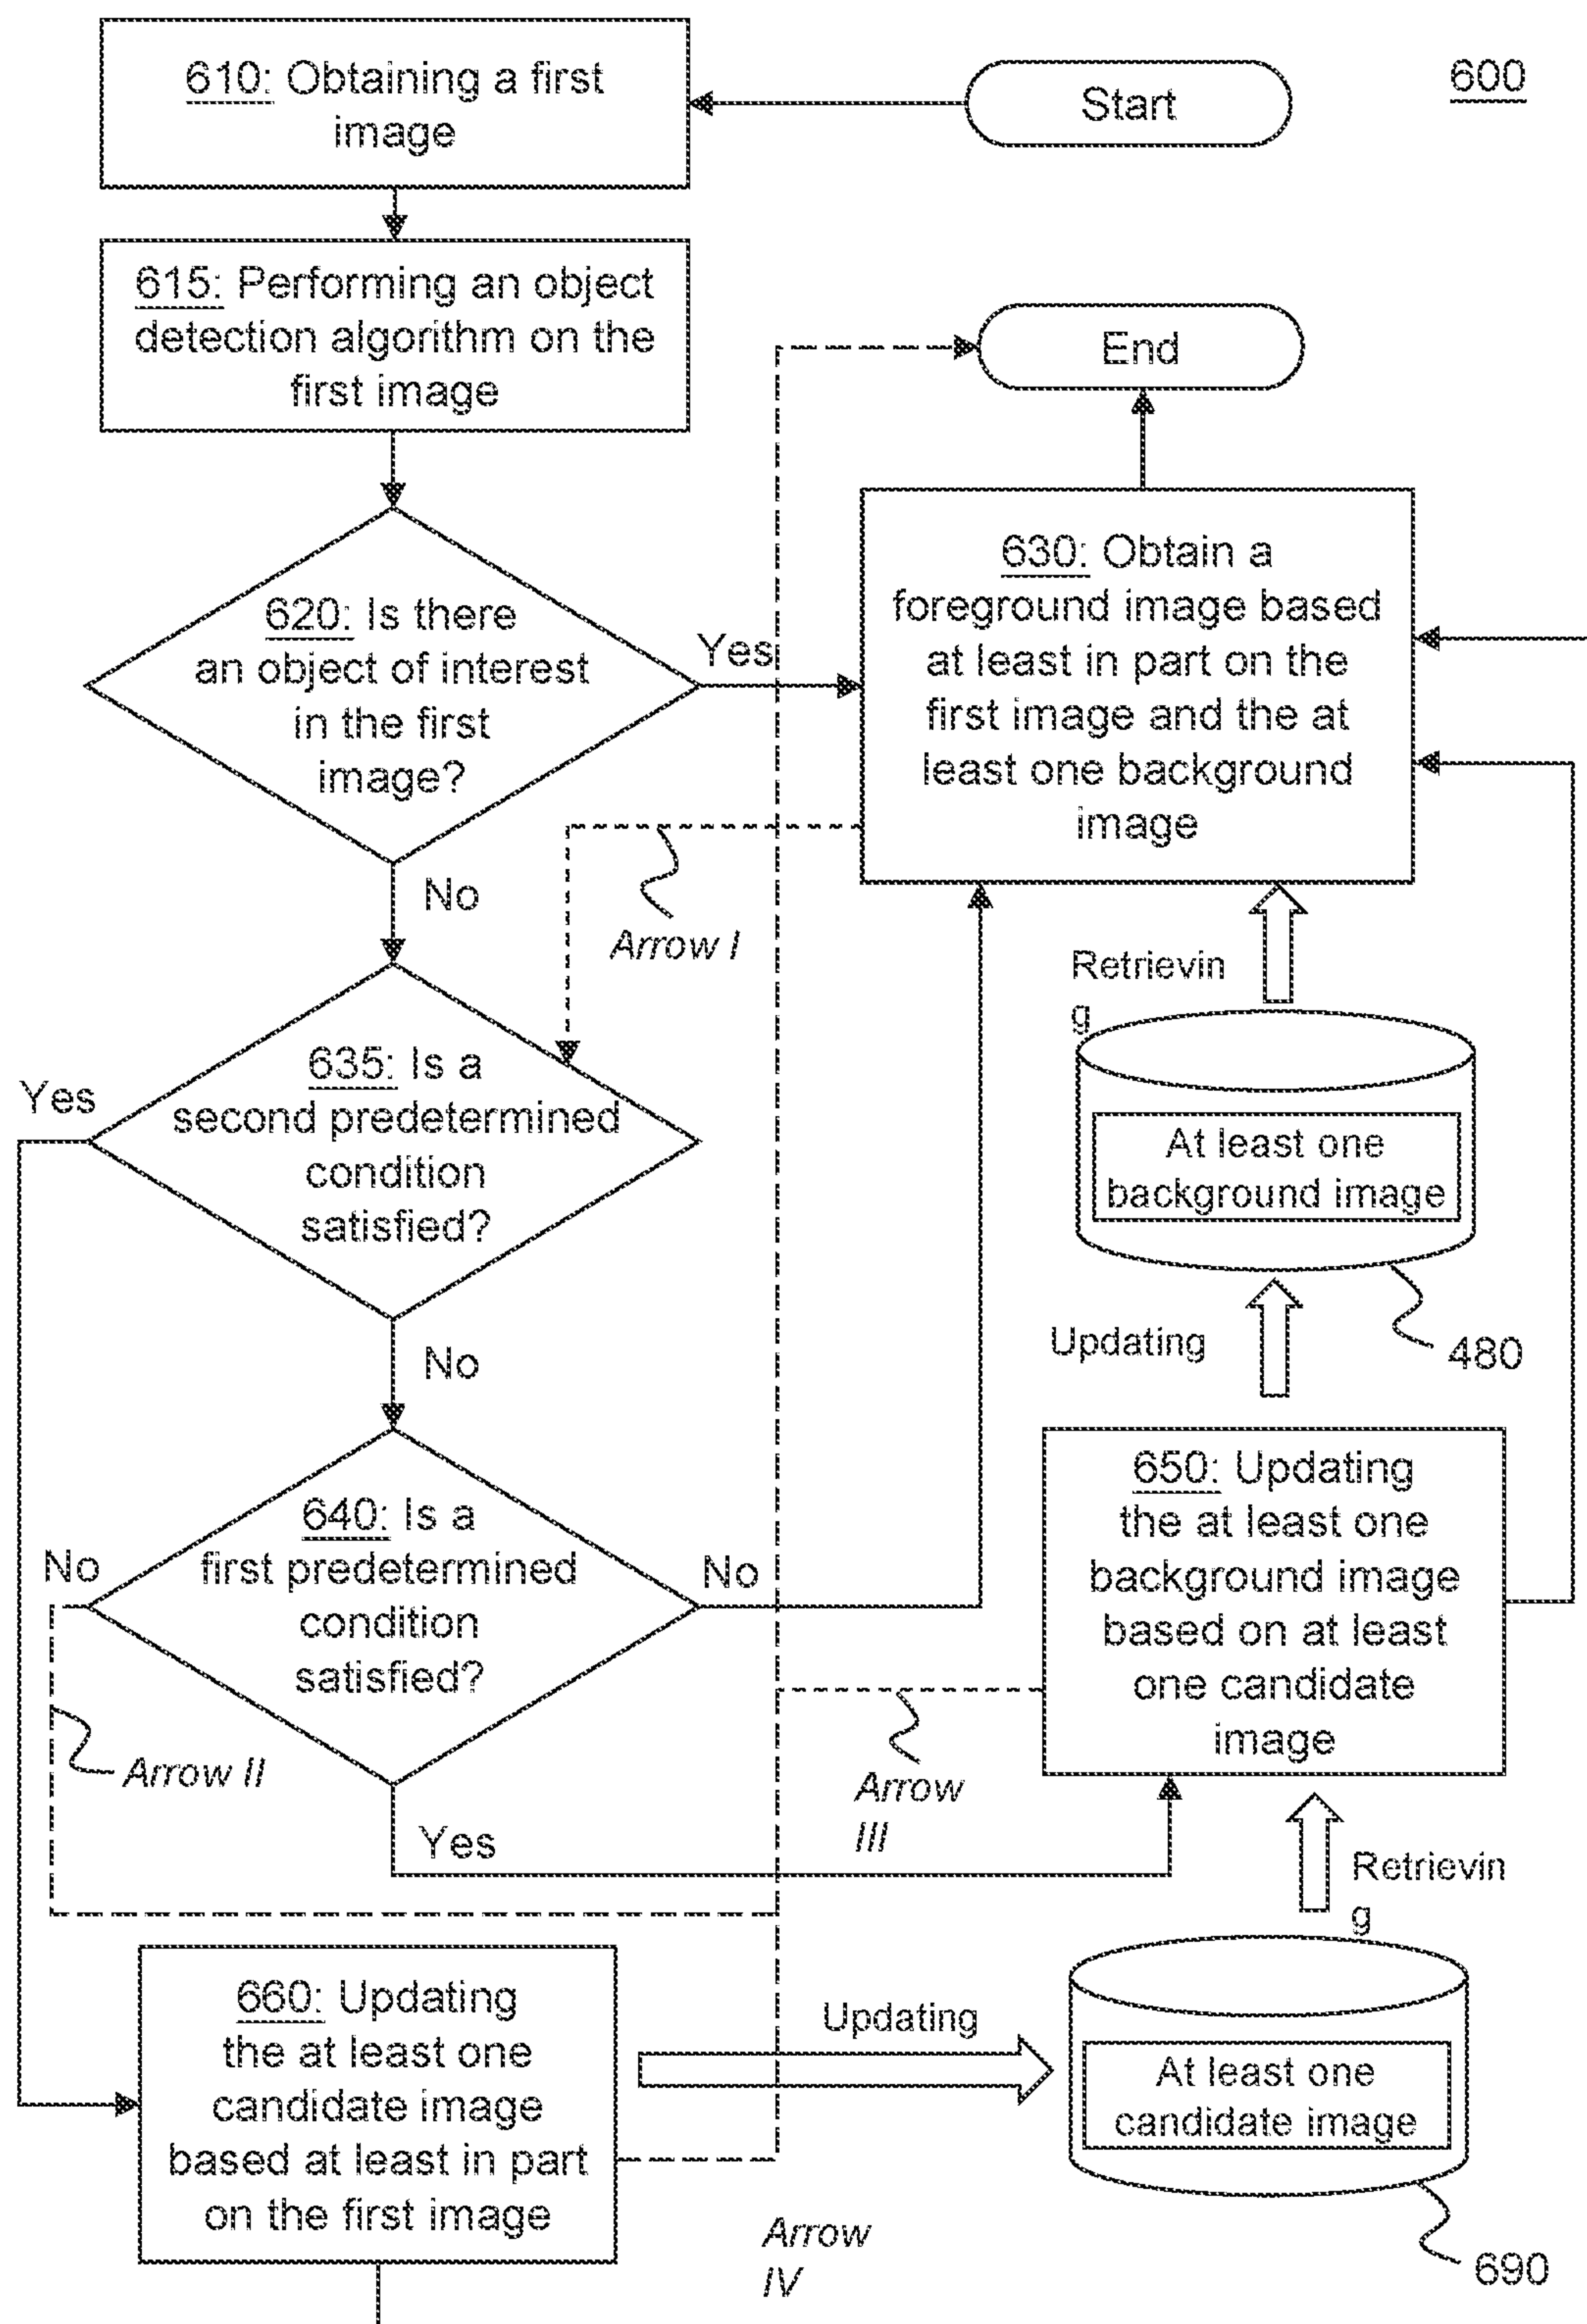 600
Start
610: Obtaining a first
image
615: Performing an object
detection algorithm on the
first image
End
620: Is there
an object of interest
in the first
image?
Yes
No
630: Obtain a
foreground image based
at least in part on the
first image and the at
least one background
image
Arrow I
Retrievin
g
635: Is a
second predetermined
condition
satisfied?
Yes
No
At least one
background image
480
Updating
640: Is a
first predetermined
condition
satisfied?
No
No
Yes
650: Updating
the at least one
background image
based on at least
one candidate
image
Arrow II
Arrow
III
Retrievin
g
660: Updating
the at least one
candidate image
based at least in part
on the first image
Updating
At least one
candidate image
Arrow
IV
690